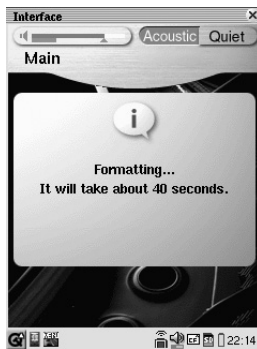 Interface
Acoustic Quiet
Main
Formatting...
It will take about 40 seconds.
22:14